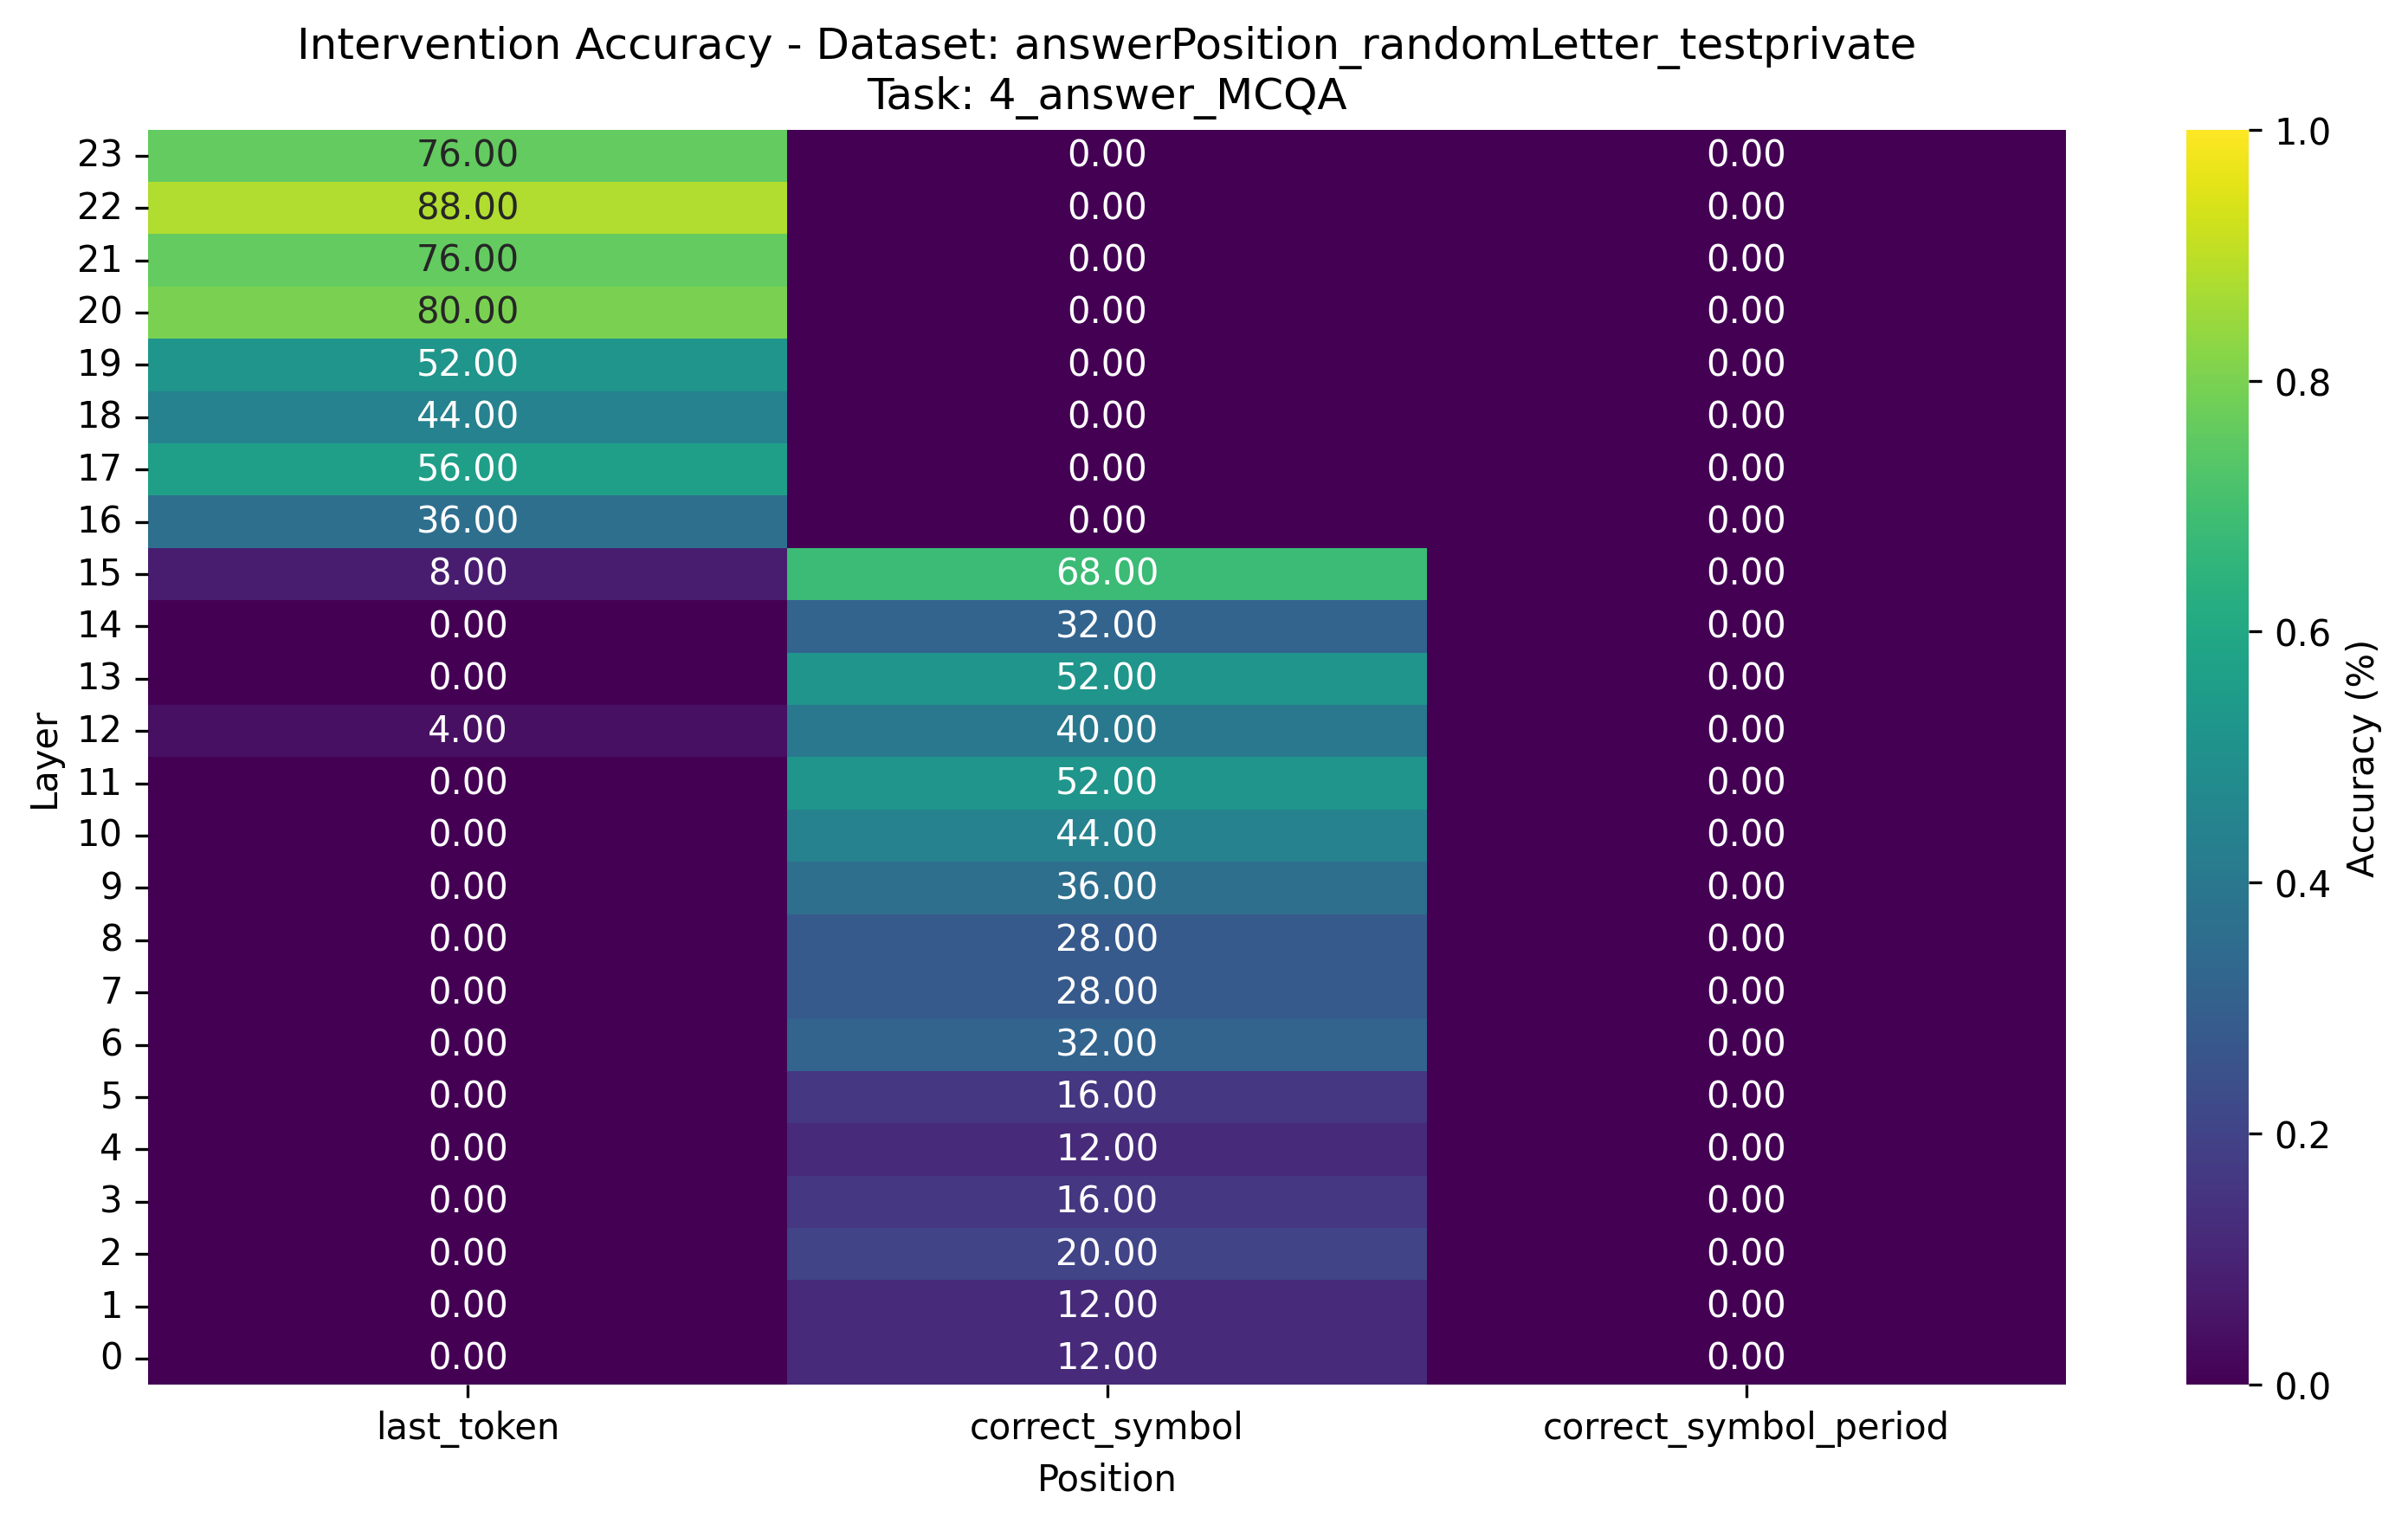 Intervention Accuracy - Dataset: answerPosition_randomLetter_testprivate
Task: 4_answer_MCQA
23 76.00 0.00 0.00
22 88.00 0.00 0.00
21 76.00 0.00 0.00
20 80.00 0.00 0.00
19 52.00 0.00 0.00
18 44.00 0.00 0.00
17 56.00 0.00 0.00
16 36.00 0.00 0.00
15 8.00 68.00 0.00
14 0.00 32.00 0.00
13 0.00 52.00 0.00
12 4.00 40.00 0.00
11 0.00 52.00 0.00
10 0.00 44.00 0.00
9 0.00 36.00 0.00
8 0.00 28.00 0.00
7 0.00 28.00 0.00
6 0.00 32.00 0.00
5 0.00 16.00 0.00
4 0.00 12.00 0.00
3 0.00 16.00 0.00
2 0.00 20.00 0.00
1 0.00 12.00 0.00
0 0.00 12.00 0.00
last_token correct_symbol correct_symbol_period
Position
Layer
1.0
0.8
0.6
0.4
0.2
0.0
Accuracy (%)